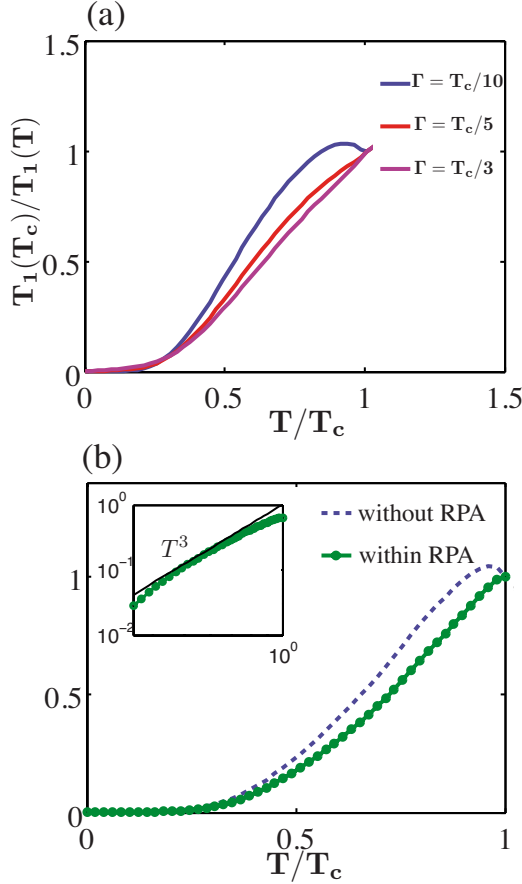 (a)
1.5
Γ = Tc/10
Γ = Tc/5
Γ = Tc/3
1
T1(Tc)/T1(T)
0.5
0
0 0.5 1 1.5
T/Tc
(b)
10^0
T^3
10^-1
10^-2
10^0
without RPA
within RPA
1
0.5
0
0 0.5 1
T/Tc